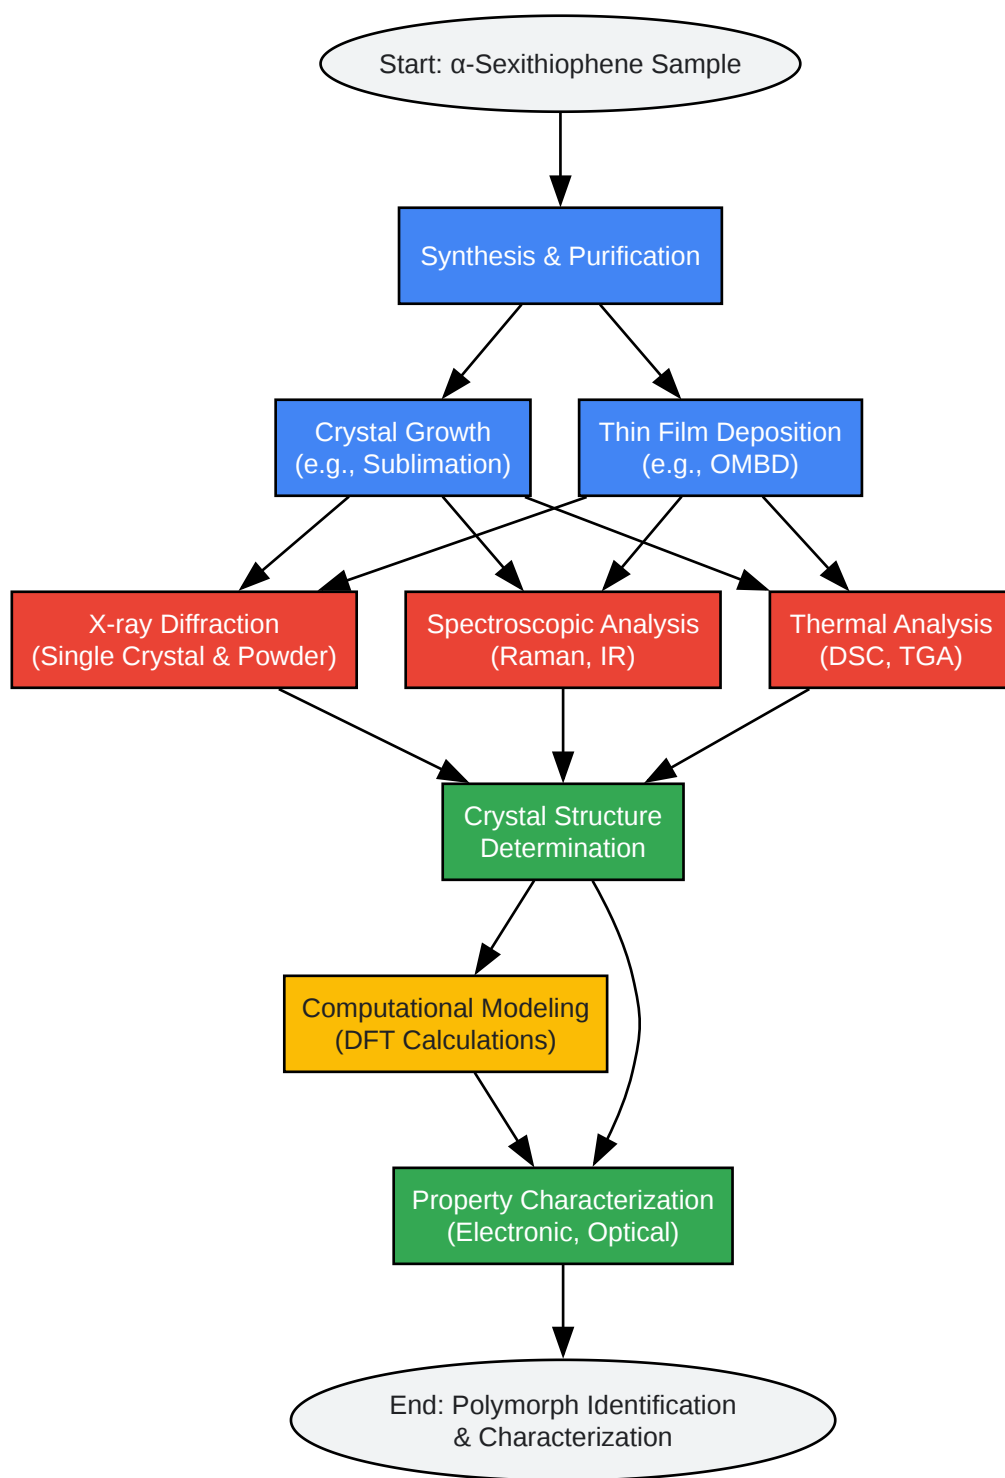 Start: α-Sexithiophene Sample
Synthesis & Purification
Crystal Growth
(e.g., Sublimation)
Thin Film Deposition
(e.g., OMBD)
X-ray Diffraction
(Single Crystal & Powder)
Spectroscopic Analysis
(Raman, IR)
Thermal Analysis
(DSC, TGA)
Crystal Structure
Determination
Computational Modeling
(DFT Calculations)
Property Characterization
(Electronic, Optical)
End: Polymorph Identification
& Characterization